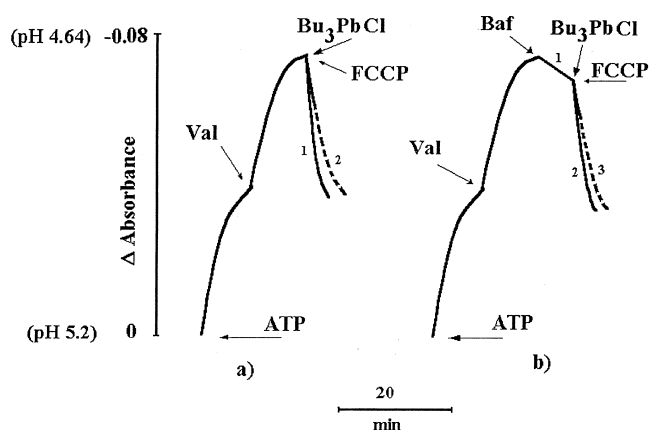 (pH 4.64)
-0.08
Bu3PbCl
FCCP
Val
1
2
Δ Absorbance
(pH 5.2)
0
ATP
a)
Baf
1
Bu3PbCl
FCCP
Val
2
3
ATP
b)
20
min